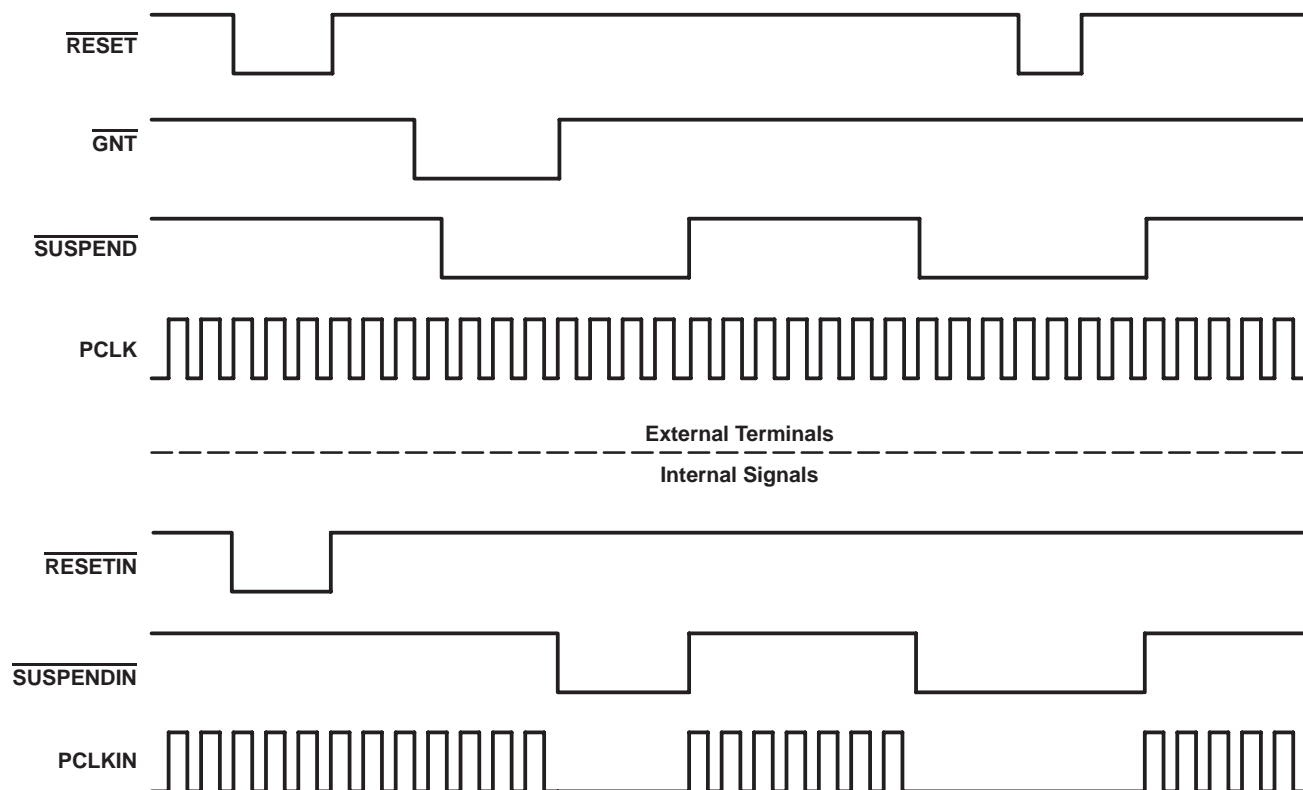 RESET
GNT
SUSPEND
PCLK
External Terminals
Internal Signals
RESETIN
SUSPENDIN
PCLKIN